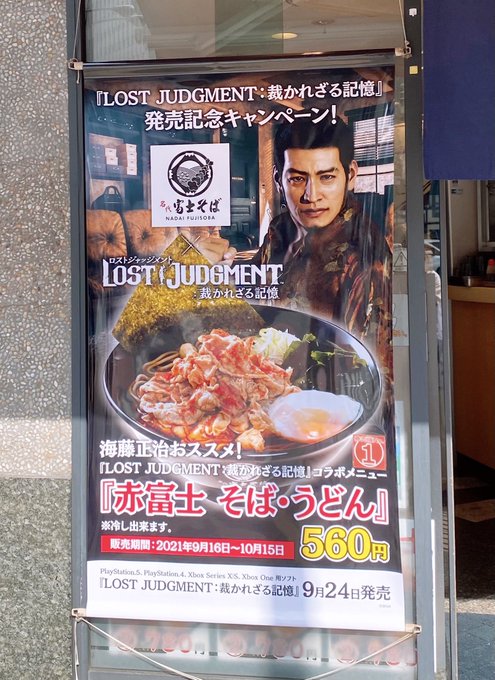 『LOST JUDGMENT：裁かれざる記憶』
発売記念キャンペーン！
名代 富士そば
NADAI FUJISOBA
×
ロストジャッジメント
LOST JUDGMENT
：裁かれざる記憶
海藤正治おススメ！
『LOST JUDGMENT：裁かれざる記憶』コラボメニュー
1
『赤富士 そば・うどん』
※冷し出来ます。
販売期間：2021年9月16日～10月15日
560円
PlayStation 5, PlayStation 4, Xbox Series X|S, Xbox One 用ソフト
『LOST JUDGMENT：裁かれざる記憶』 9月24日発売